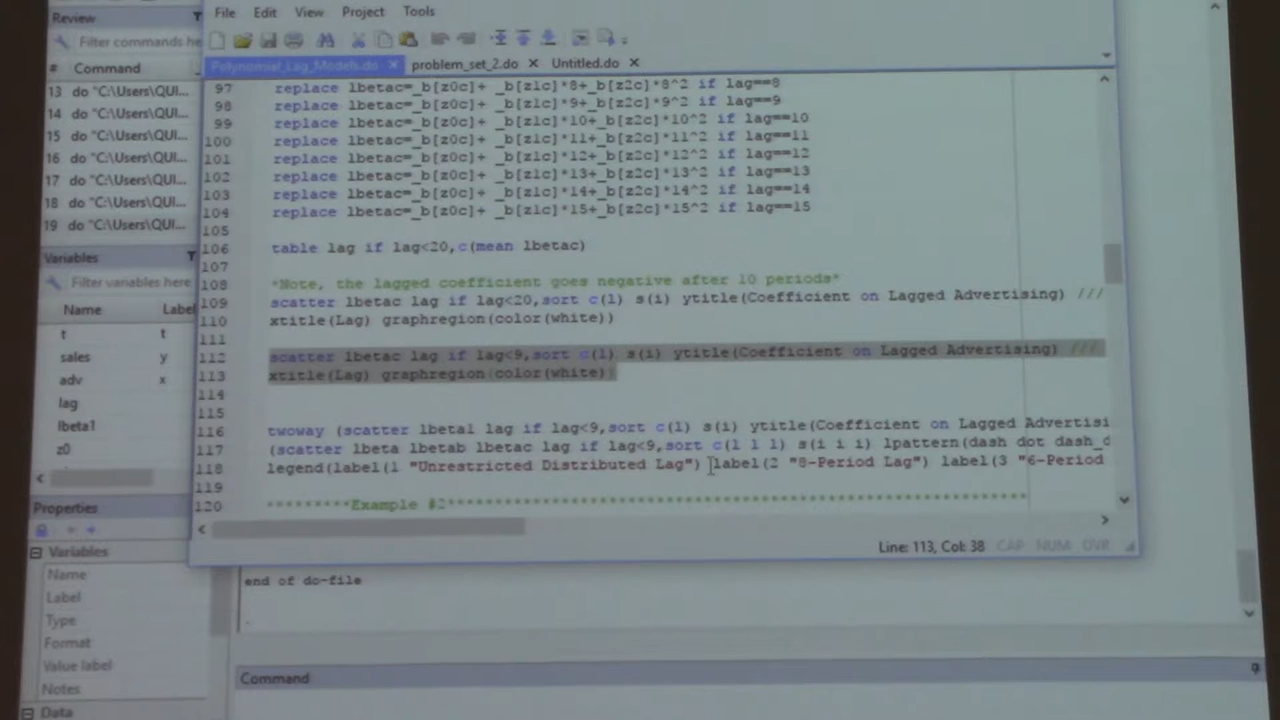 Review
Filter commands he
# Command
13 do "C:\Users\QUI...
14 do "C:\Users\QUI...
15 do "C:\Users\QUI...
16 do "C:\Users\QUI...
17 do "C:\Users\QUI...
18 do "C:\Users\QUI...
19 do "C:\Users\QUI...
Variables
Filter variables here
Name Label
t t
sales y
adv x
lag
lbeta1
z0
Properties
Variables
Name
Label
Type
Format
Value label
Notes
Data
File Edit View Project Tools
Polynomial_Lag_Models.do problem_set_2.do Untitled.do
97 replace lbetac=_b[z0c]+ _b[z1c]*8+_b[z2c]*8^2 if lag==8
98 replace lbetac=_b[z0c]+ _b[z1c]*9+_b[z2c]*9^2 if lag==9
99 replace lbetac=_b[z0c]+ _b[z1c]*10+_b[z2c]*10^2 if lag==10
100 replace lbetac=_b[z0c]+ _b[z1c]*11+_b[z2c]*11^2 if lag==11
101 replace lbetac=_b[z0c]+ _b[z1c]*12+_b[z2c]*12^2 if lag==12
102 replace lbetac=_b[z0c]+ _b[z1c]*13+_b[z2c]*13^2 if lag==13
103 replace lbetac=_b[z0c]+ _b[z1c]*14+_b[z2c]*14^2 if lag==14
104 replace lbetac=_b[z0c]+ _b[z1c]*15+_b[z2c]*15^2 if lag==15
105
106 table lag if lag<20,c(mean lbetac)
107
108 *Note, the lagged coefficient goes negative after 10 periods*
109 scatter lbetac lag if lag<20,sort c(l) s(i) ytitle(Coefficient on Lagged Advertising) ///
110 xtitle(Lag) graphregion(color(white))
111
112 scatter lbetac lag if lag<9,sort c(l) s(i) ytitle(Coefficient on Lagged Advertising) ///
113 xtitle(Lag) graphregion(color(white))
114
115
116 twoway (scatter lbeta1 lag if lag<9,sort c(l) s(i) ytitle(Coefficient on Lagged Advertisi
117 (scatter lbeta lbetab lbetac lag if lag<9,sort c(l l l) s(i i i) lpattern(dash dot dash_d
118 legend(label(1 "Unrestricted Distributed Lag") label(2 "8-Period Lag") label(3 "6-Period
119
120 *********Example #2*****************************************************************
Line: 113, Col: 38 CAP NUM OVR
end of do-file
.
Command